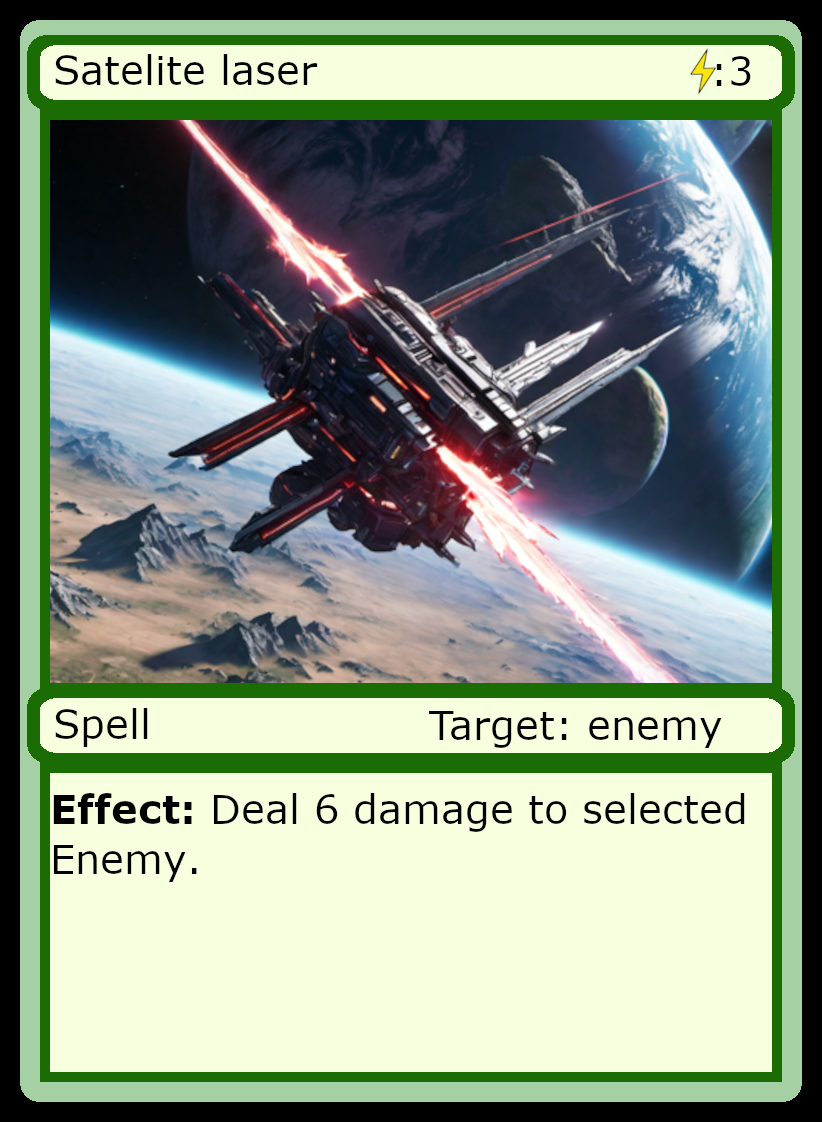 Satelite laser ⚡:3
Spell Target: enemy
Effect: Deal 6 damage to selected
Enemy.